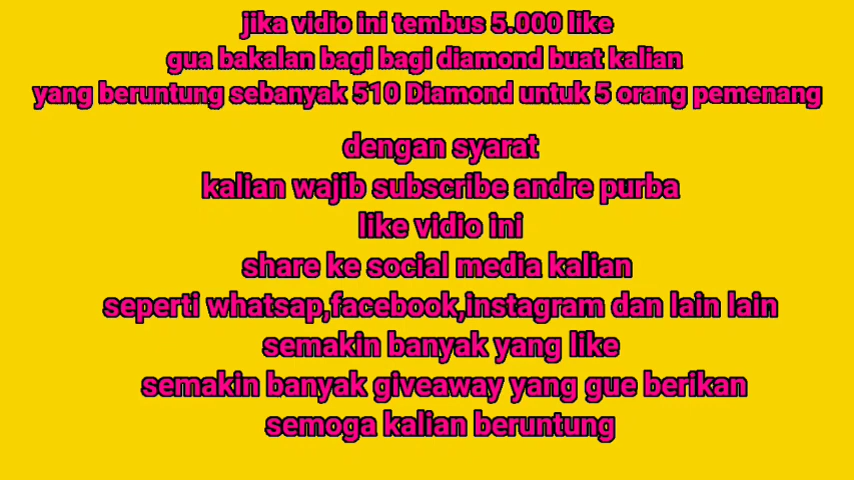 jika vidio ini tembus 5.000 like
gua bakalan bagi bagi diamond buat kalian
yang beruntung sebanyak 510 Diamond untuk 5 orang pemenang
dengan syarat
kalian wajib subscribe andre purba
like vidio ini
share ke social media kalian
seperti whatsap,facebook,instagram dan lain lain
semakin banyak yang like
semakin banyak giveaway yang gue berikan
semoga kalian beruntung